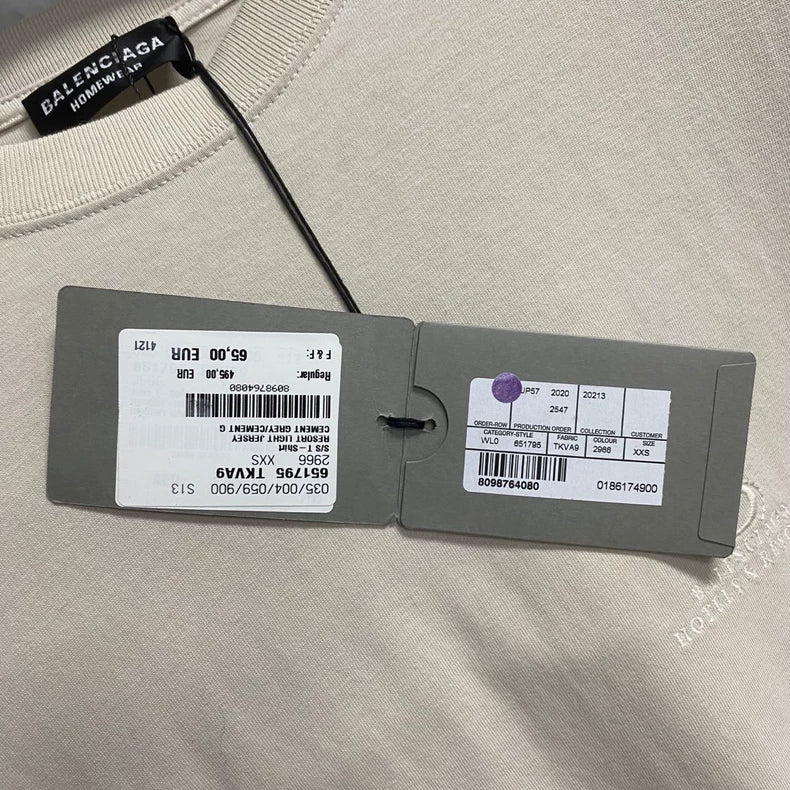 BALENCIAGA
HOMEWEAR
035/004/059/900 S13
651795 TKVA9
2966 XXS
S/S T-Shirt
RESORT LIGHT JERSEY
CEMENT GREY/CEMENT G
8098764080
Regular: 495,00 EUR
F & F: 65,00 EUR
4121
UP57 2020 20213
2547
ORDER-ROW PRODUCTION ORDER COLLECTION CUSTOMER
CATEGORY-STYLE FABRIC COLOUR SIZE
WL0 651795 TKVA9 2966 XXS
8098764080 0186174900